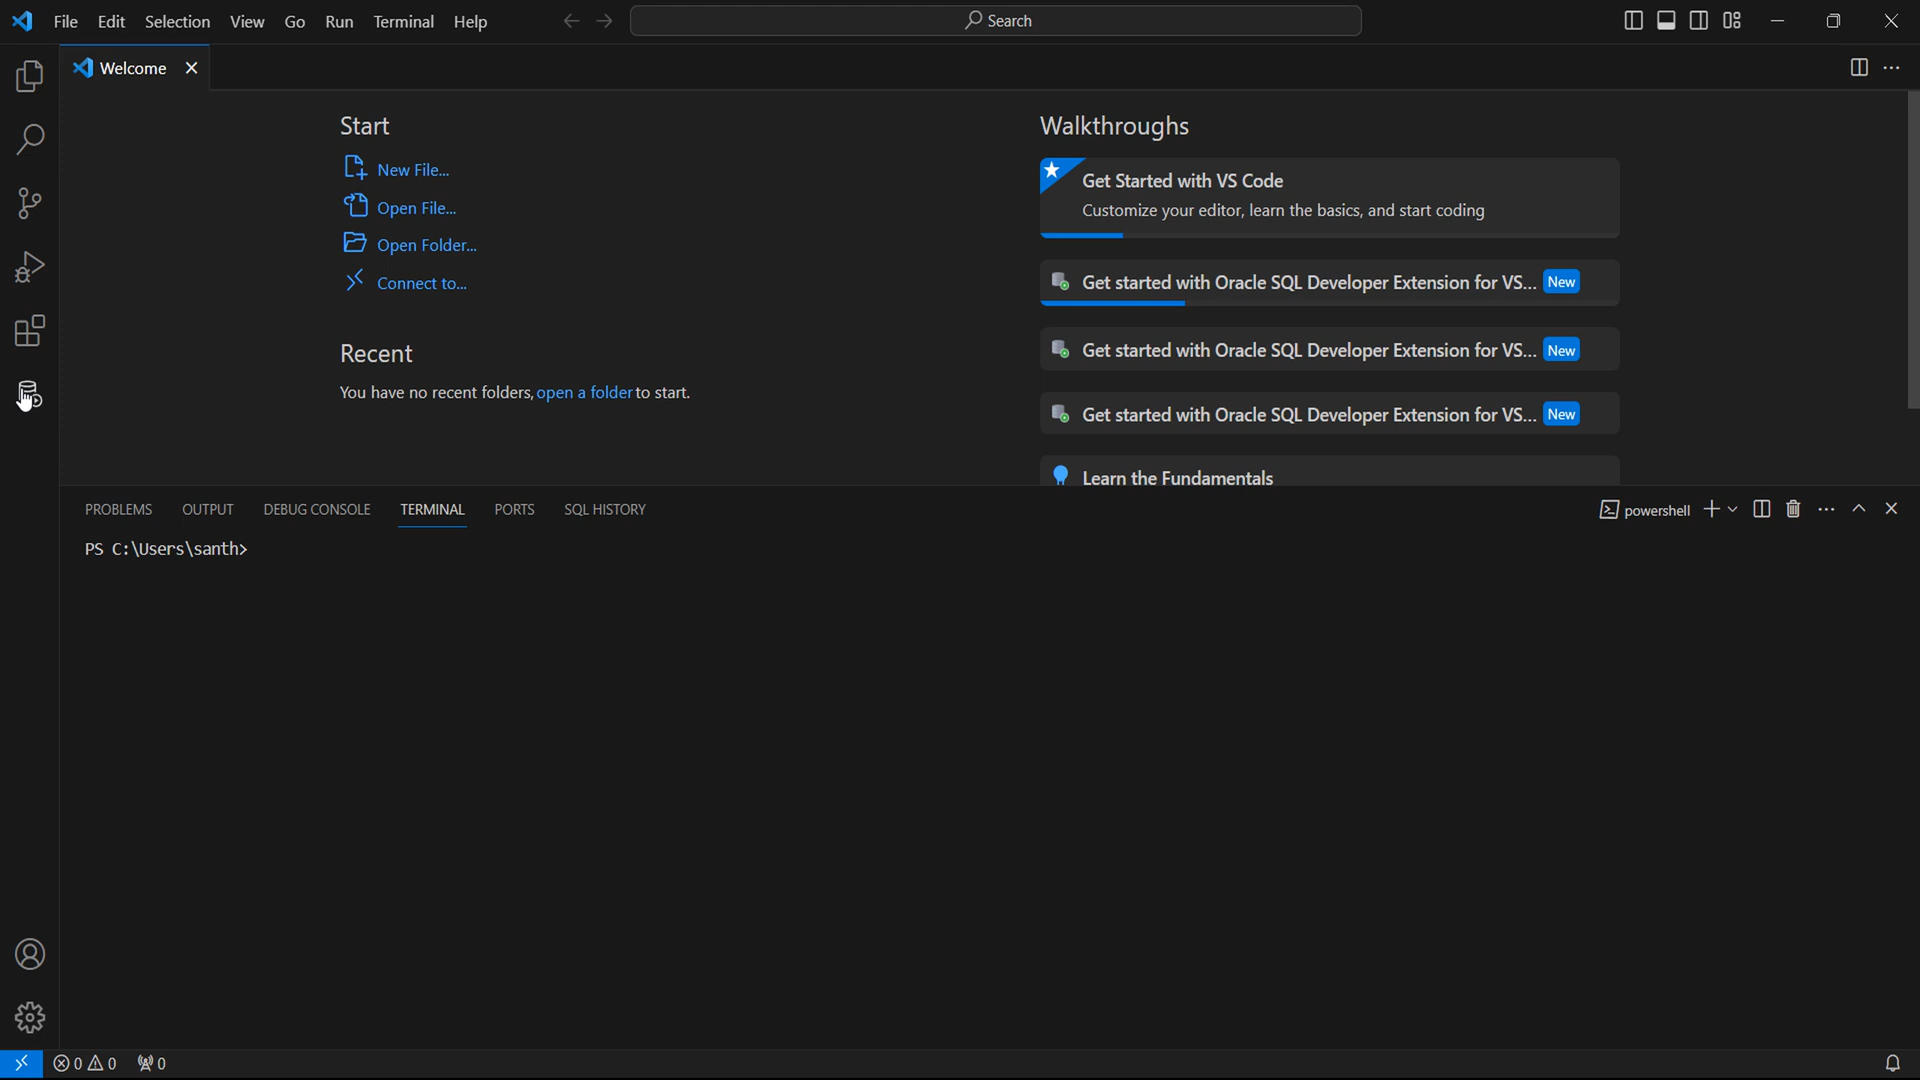 File Edit Selection View Go Run Terminal Help Search
Welcome
Start
New File...
Open File...
Open Folder...
Connect to...
Recent
You have no recent folders, open a folder to start.
Walkthroughs
Get Started with VS Code
Customize your editor, learn the basics, and start coding
Get started with Oracle SQL Developer Extension for VS... New
Get started with Oracle SQL Developer Extension for VS... New
Get started with Oracle SQL Developer Extension for VS... New
Learn the Fundamentals
PROBLEMS OUTPUT DEBUG CONSOLE TERMINAL PORTS SQL HISTORY powershell
PS C:\Users\santh>
0 0 0